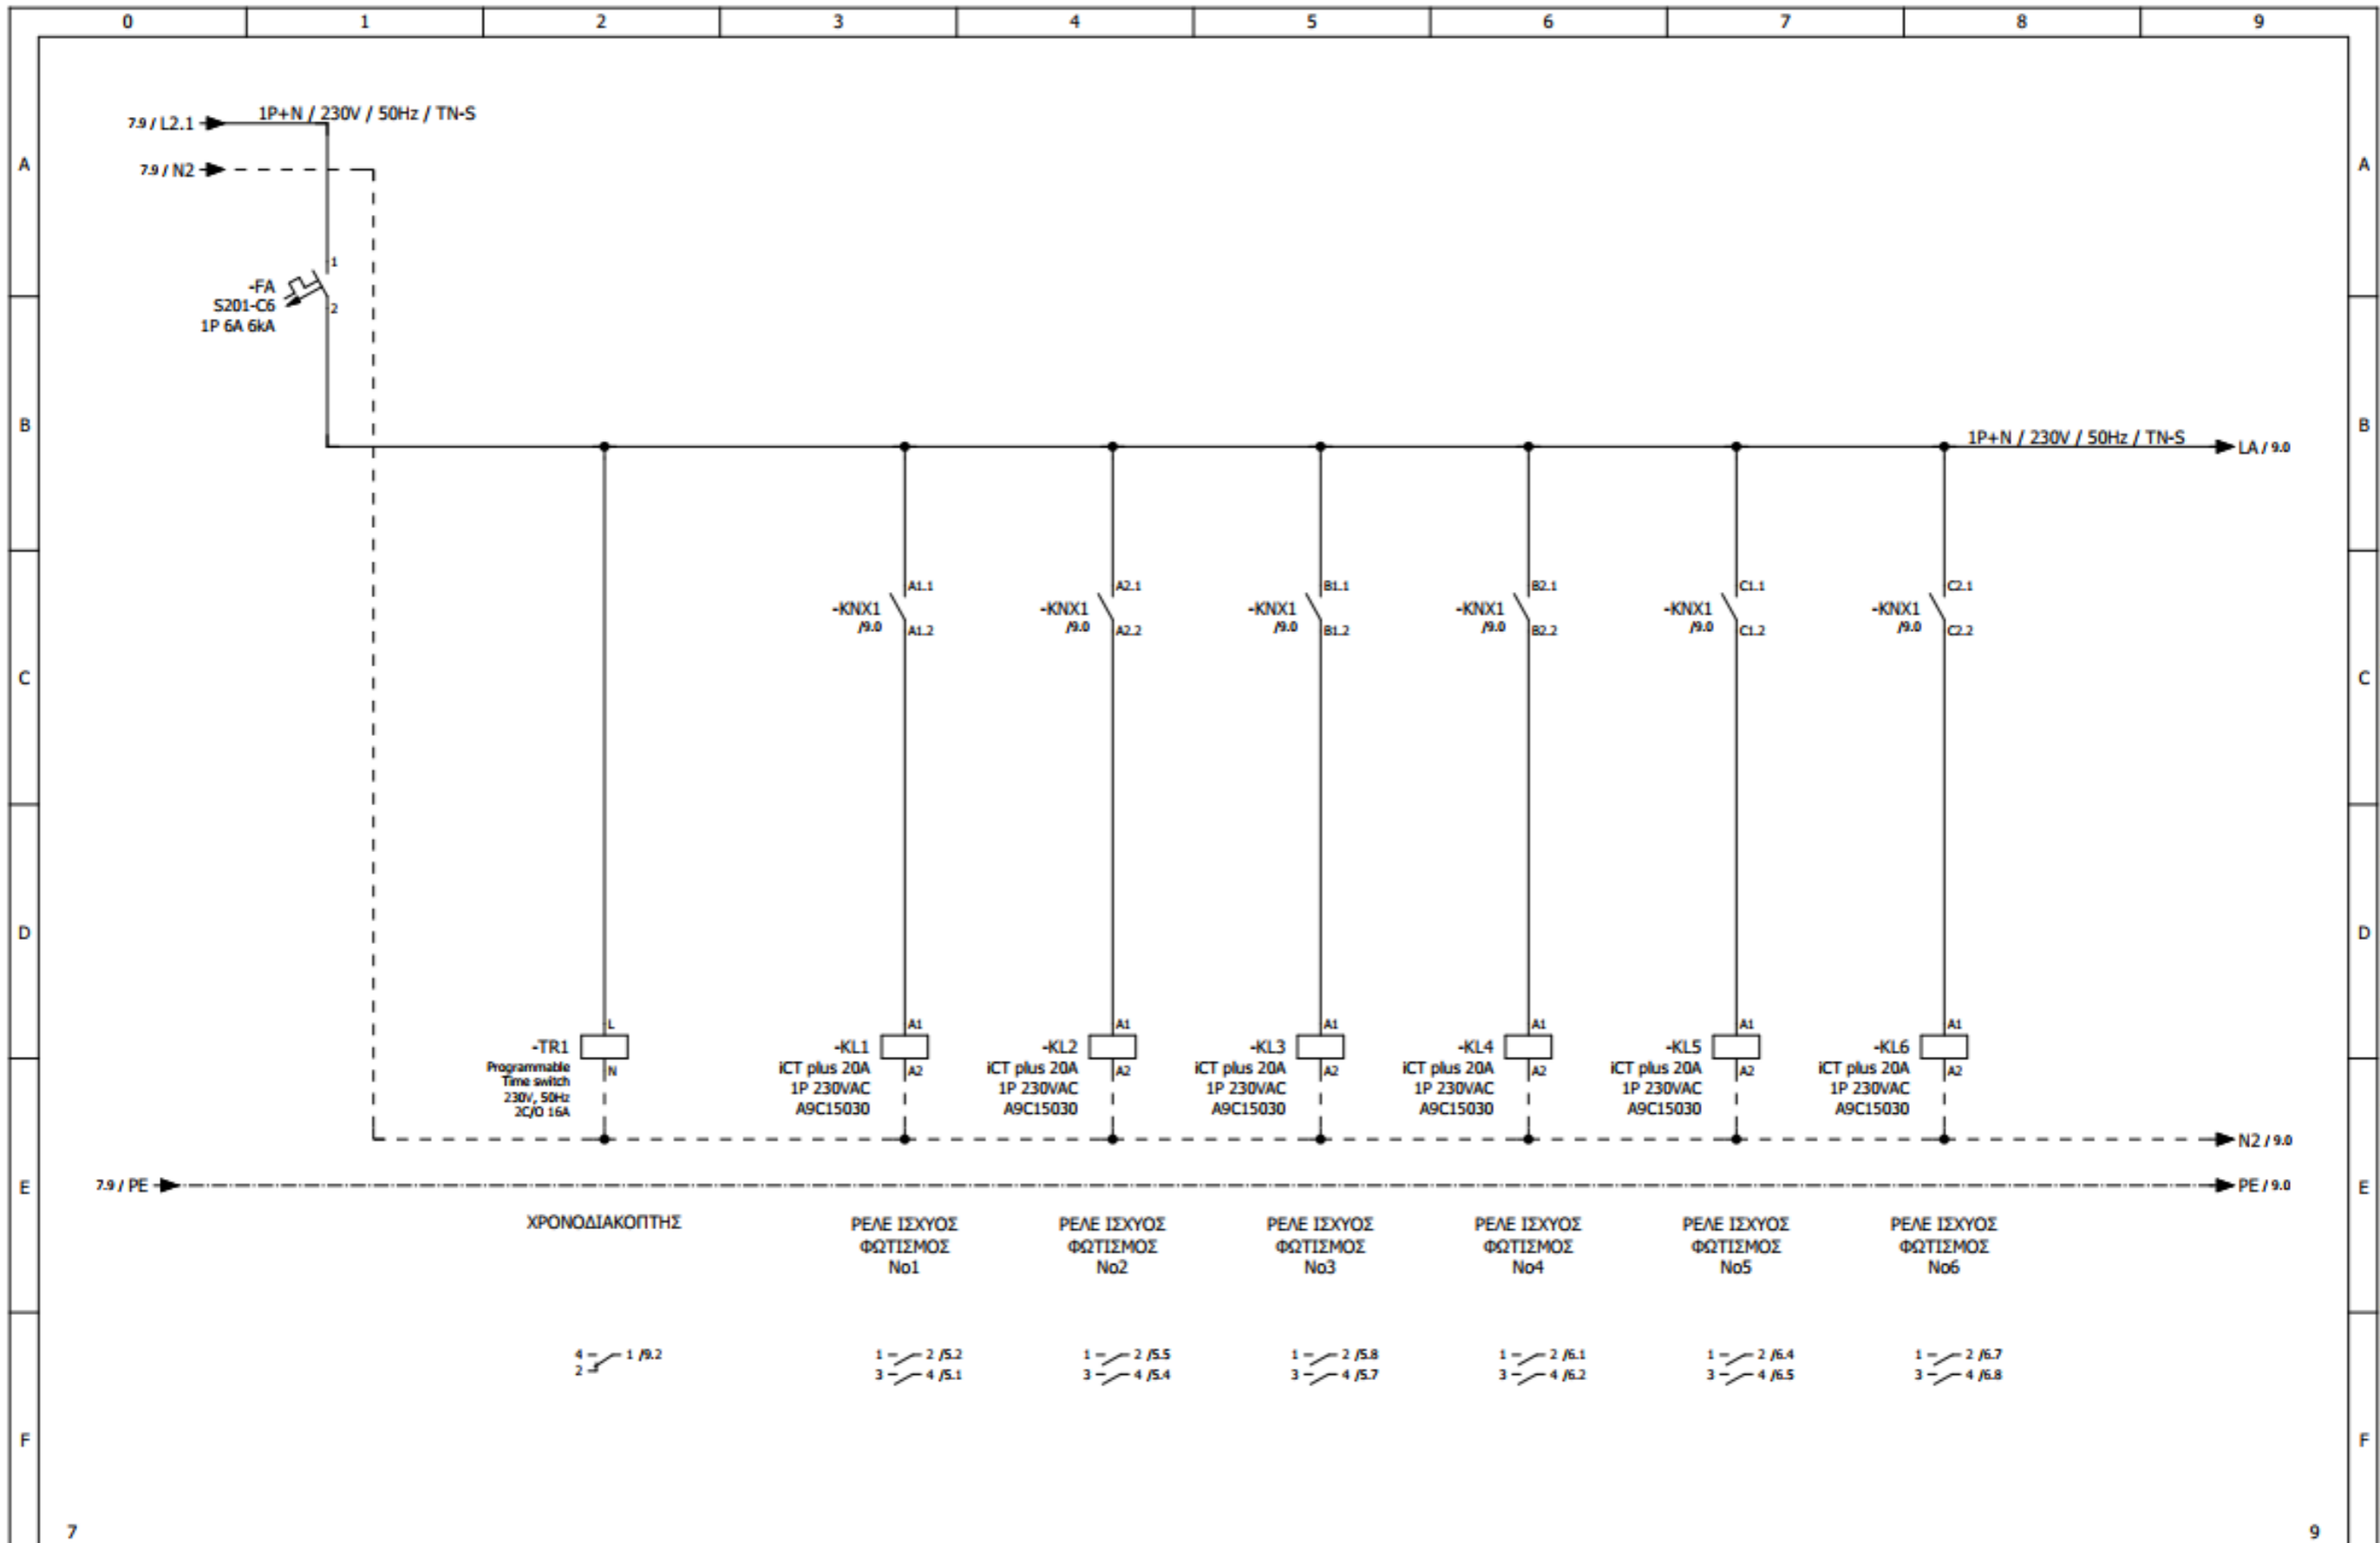 0 1 2 3 4 5 6 7 8 9
7.9 / L2.1
1P+N / 230V / 50Hz / TN-S
A
7.9 / N2
A
1
-FA
S201-C6
1P 6A 6kA
2
B
1P+N / 230V / 50Hz / TN-S
LA / 9.0
B
A1.1 A2.1 B1.1 B2.1 C1.1 C2.1
-KNX1 -KNX1 -KNX1 -KNX1 -KNX1 -KNX1
/9.0 /9.0 /9.0 /9.0 /9.0 /9.0
A1.2 A2.2 B1.2 B2.2 C1.2 C2.2
C C
D D
L A1 A1 A1 A1 A1 A1
-TR1 -KL1 -KL2 -KL3 -KL4 -KL5 -KL6
N A2 A2 A2 A2 A2 A2
Programmable
Time switch
230V, 50Hz
2C/O 16A
iCT plus 20A iCT plus 20A iCT plus 20A iCT plus 20A iCT plus 20A iCT plus 20A
1P 230VAC 1P 230VAC 1P 230VAC 1P 230VAC 1P 230VAC 1P 230VAC
A9C15030 A9C15030 A9C15030 A9C15030 A9C15030 A9C15030
N2 / 9.0
E
7.9 / PE
PE / 9.0
E
ΧΡΟΝΟΔΙΑΚΟΠΤΗΣ
ΡΕΛΕ ΙΣΧΥΟΣ ΡΕΛΕ ΙΣΧΥΟΣ ΡΕΛΕ ΙΣΧΥΟΣ ΡΕΛΕ ΙΣΧΥΟΣ ΡΕΛΕ ΙΣΧΥΟΣ ΡΕΛΕ ΙΣΧΥΟΣ
ΦΩΤΙΣΜΟΣ ΦΩΤΙΣΜΟΣ ΦΩΤΙΣΜΟΣ ΦΩΤΙΣΜΟΣ ΦΩΤΙΣΜΟΣ ΦΩΤΙΣΜΟΣ
No1 No2 No3 No4 No5 No6
4 1 /9.2 1 2 /5.2 1 2 /5.5 1 2 /5.8 1 2 /6.1 1 2 /6.4 1 2 /6.7
2 3 4 /5.1 3 4 /5.4 3 4 /5.7 3 4 /6.2 3 4 /6.5 3 4 /6.8
F F
7 9